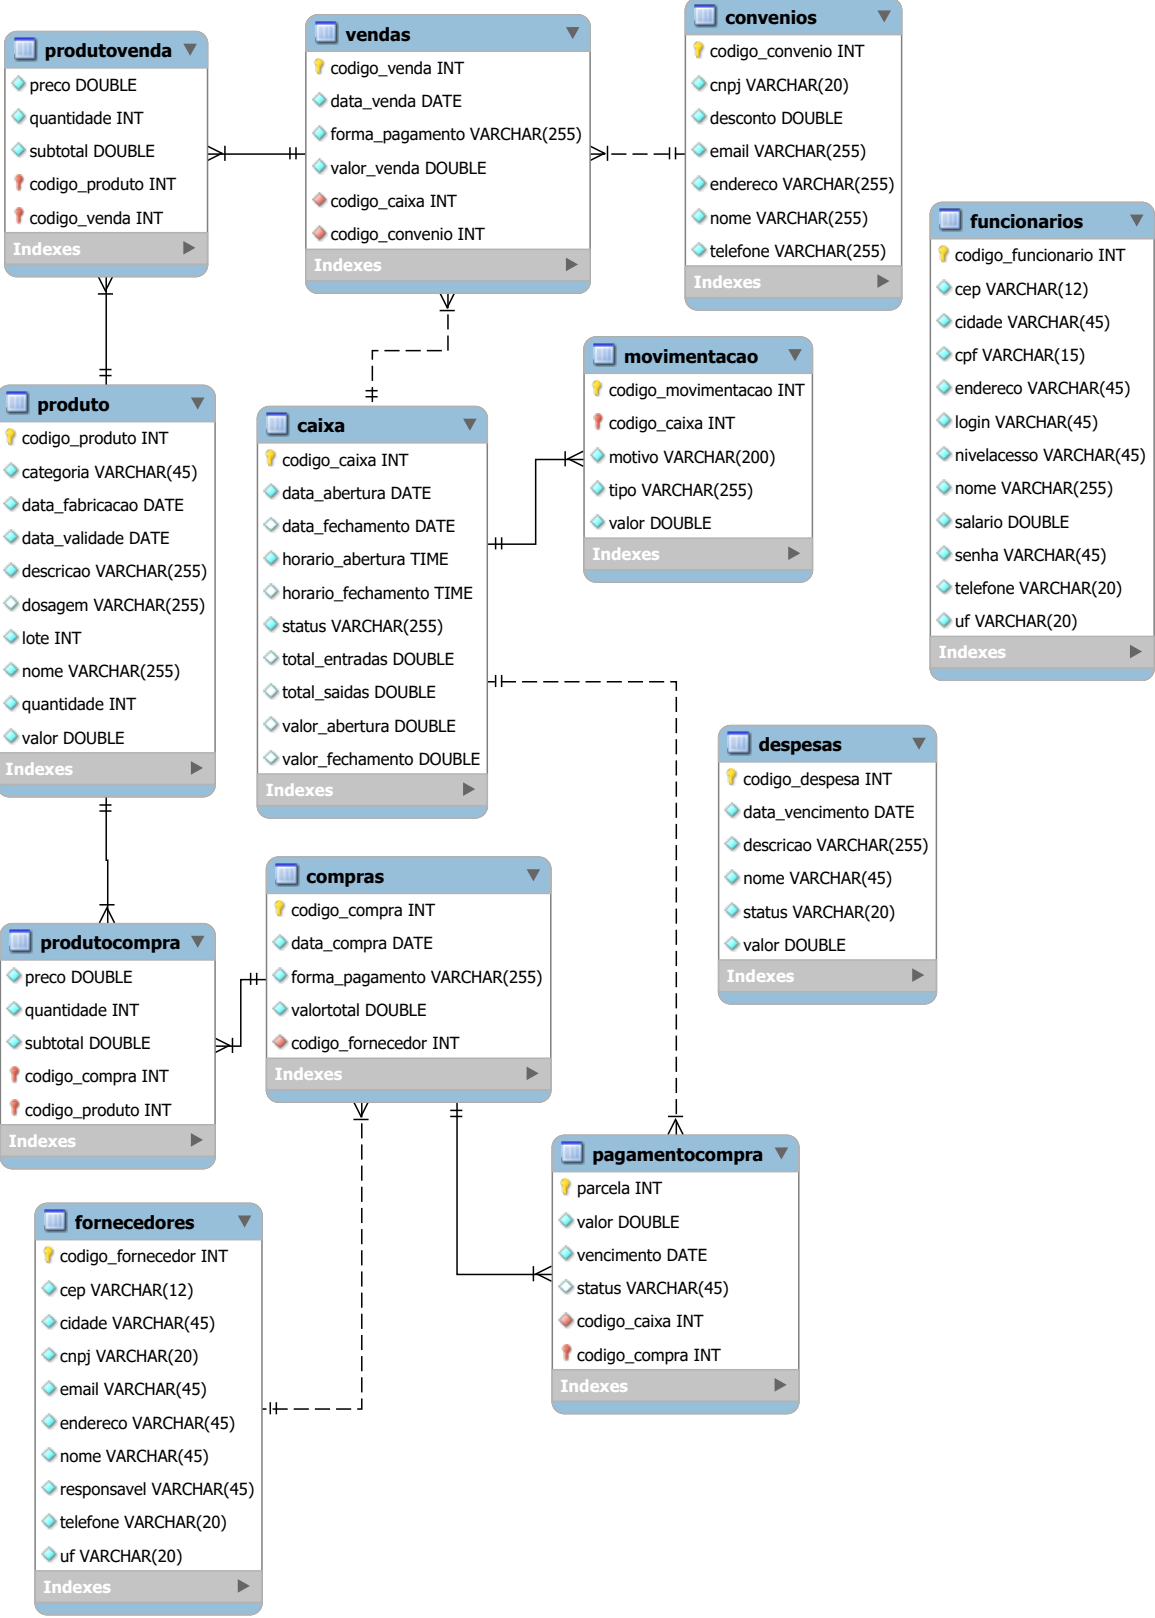 produtovenda
preco DOUBLE
quantidade INT
subtotal DOUBLE
codigo_produto INT
codigo_venda INT
Indexes
vendas
codigo_venda INT
data_venda DATE
forma_pagamento VARCHAR(255)
valor_venda DOUBLE
codigo_caixa INT
codigo_convenio INT
Indexes
convenios
codigo_convenio INT
cnpj VARCHAR(20)
desconto DOUBLE
email VARCHAR(255)
endereco VARCHAR(255)
nome VARCHAR(255)
telefone VARCHAR(255)
Indexes
funcionarios
codigo_funcionario INT
cep VARCHAR(12)
cidade VARCHAR(45)
cpf VARCHAR(15)
endereco VARCHAR(45)
login VARCHAR(45)
nivelacesso VARCHAR(45)
nome VARCHAR(255)
salario DOUBLE
senha VARCHAR(45)
telefone VARCHAR(20)
uf VARCHAR(20)
Indexes
movimentacao
codigo_movimentacao INT
codigo_caixa INT
motivo VARCHAR(200)
tipo VARCHAR(255)
valor DOUBLE
Indexes
produto
codigo_produto INT
categoria VARCHAR(45)
data_fabricacao DATE
data_validade DATE
descricao VARCHAR(255)
dosagem VARCHAR(255)
lote INT
nome VARCHAR(255)
quantidade INT
valor DOUBLE
Indexes
caixa
codigo_caixa INT
data_abertura DATE
data_fechamento DATE
horario_abertura TIME
horario_fechamento TIME
status VARCHAR(255)
total_entradas DOUBLE
total_saidas DOUBLE
valor_abertura DOUBLE
valor_fechamento DOUBLE
Indexes
despesas
codigo_despesa INT
data_vencimento DATE
descricao VARCHAR(255)
nome VARCHAR(45)
status VARCHAR(20)
valor DOUBLE
Indexes
compras
codigo_compra INT
data_compra DATE
forma_pagamento VARCHAR(255)
valortotal DOUBLE
codigo_fornecedor INT
Indexes
produtocompra
preco DOUBLE
quantidade INT
subtotal DOUBLE
codigo_compra INT
codigo_produto INT
Indexes
pagamentocompra
parcela INT
valor DOUBLE
vencimento DATE
status VARCHAR(45)
codigo_caixa INT
codigo_compra INT
Indexes
fornecedores
codigo_fornecedor INT
cep VARCHAR(12)
cidade VARCHAR(45)
cnpj VARCHAR(20)
email VARCHAR(45)
endereco VARCHAR(45)
nome VARCHAR(45)
responsavel VARCHAR(45)
telefone VARCHAR(20)
uf VARCHAR(20)
Indexes